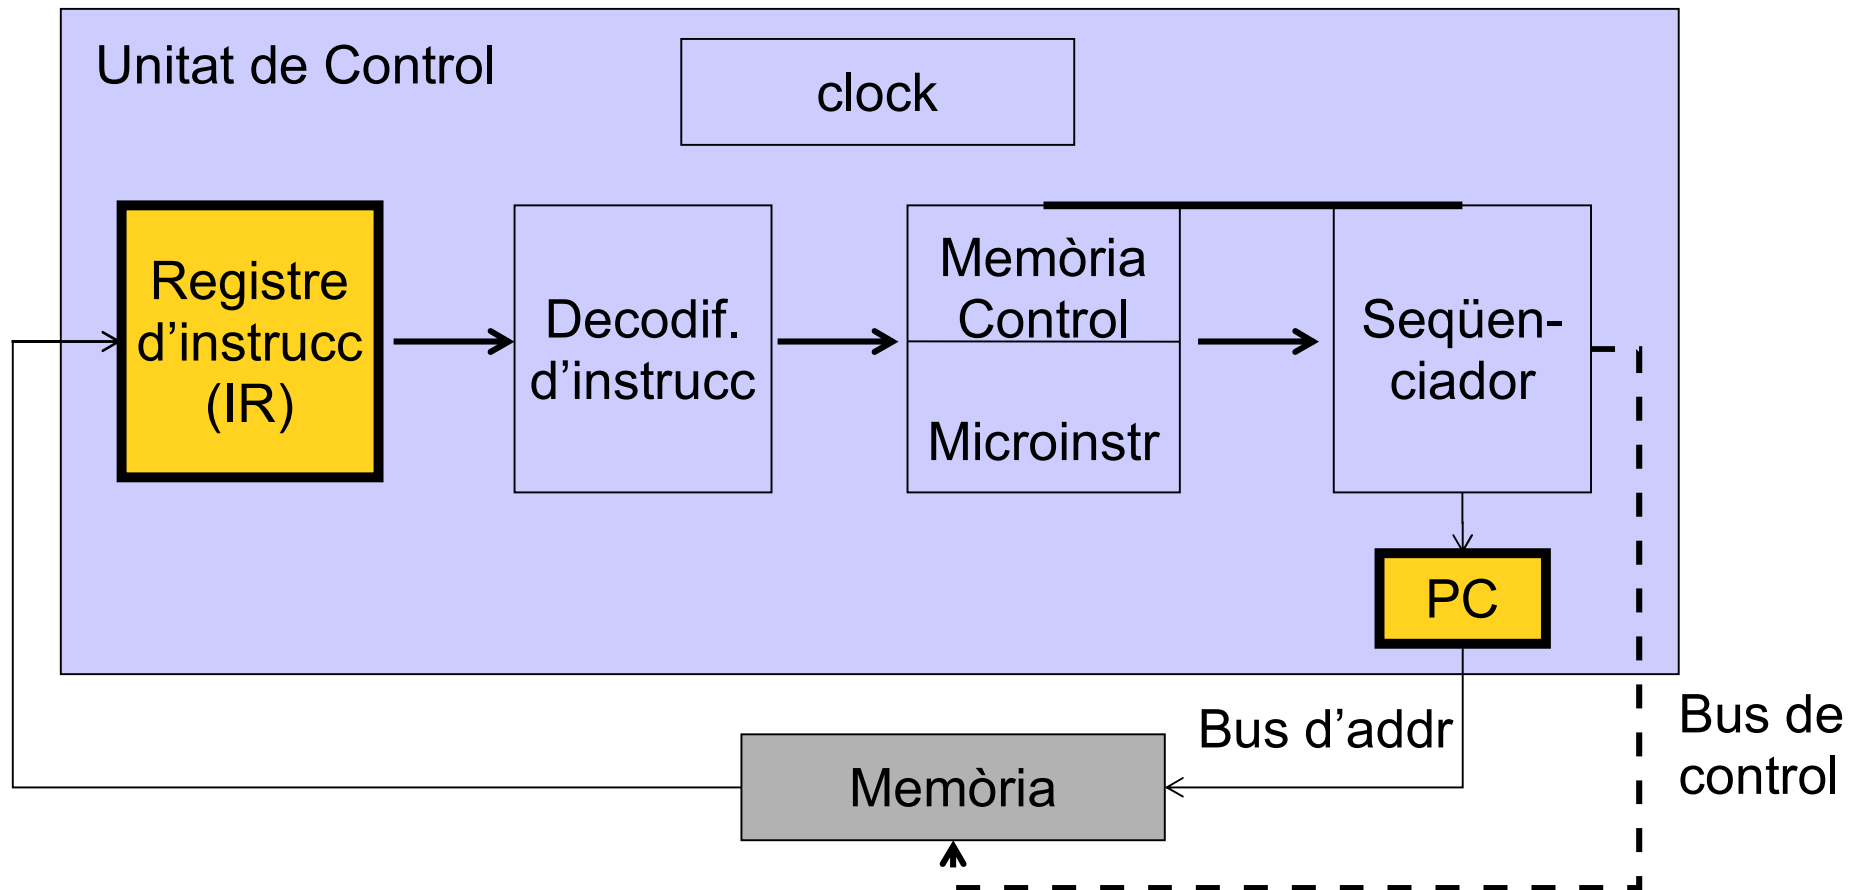 Unitat de Control
clock
Registre
d’instrucc
(IR)
Decodif.
d’instrucc
Memòria
Control
Microinstr
Seqüen-
ciador
PC
Bus d’addr
Bus de
control
Memòria